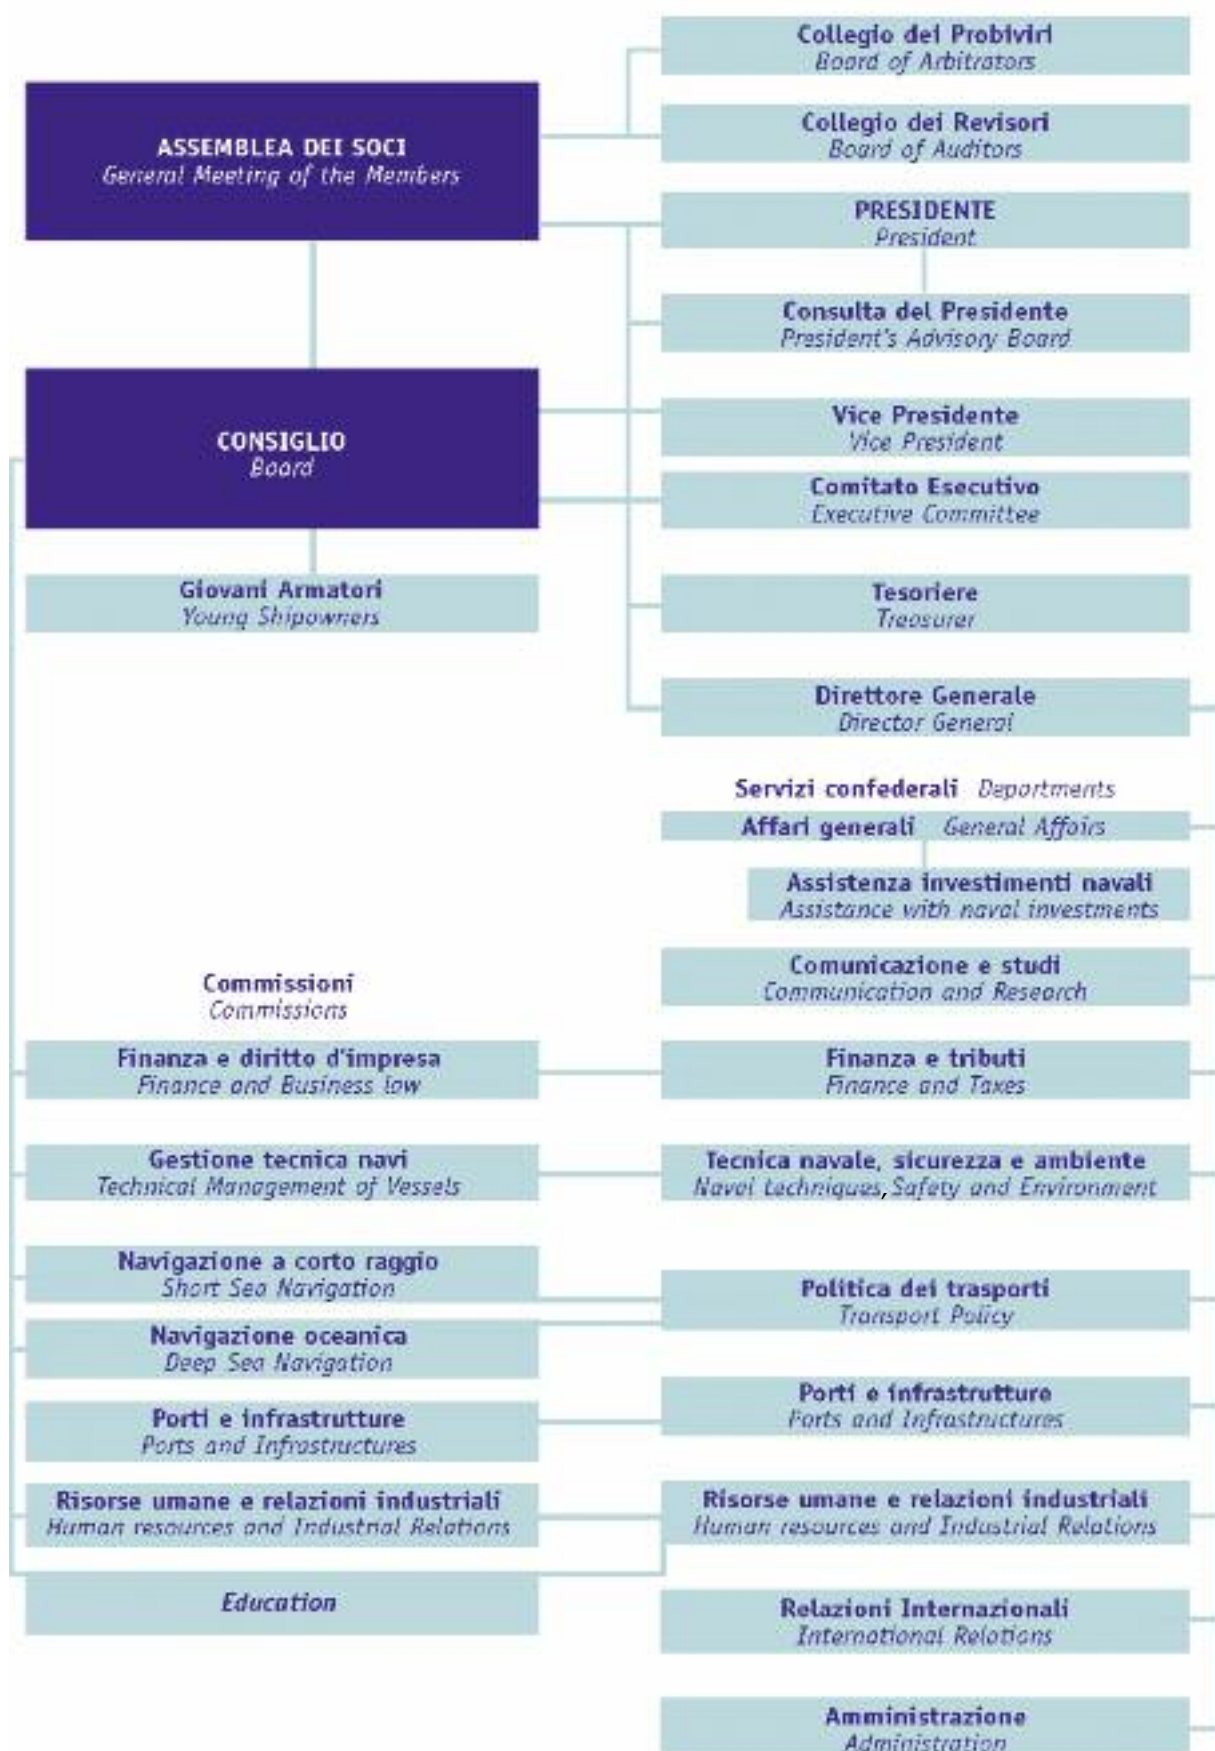 Collegio dei Probiviri
Board of Arbitrators
ASSEMBLEA DEI SOCI
General Meeting of the Members
Collegio dei Revisori
Board of Auditors
PRESIDENTE
President
Consulta del Presidente
President's Advisory Board
CONSIGLIO
Board
Vice Presidente
Vice President
Comitato Esecutivo
Executive Committee
Giovani Armatori
Young Shipowners
Tesoriere
Treasurer
Direttore Generale
Director General
Servizi confederali Departments
Affari generali General Affairs
Assistenza investimenti navali
Assistance with naval investments
Comunicazione e studi
Communication and Research
Commissioni
Commissions
Finanza e diritto d'impresa
Finance and Business law
Finanza e tributi
Finance and Taxes
Gestione tecnica navi
Technical Management of Vessels
Tecnica navale, sicurezza e ambiente
Naval techniques, Safety and Environment
Navigazione a corto raggio
Short Sea Navigation
Politica dei trasporti
Transport Policy
Navigazione oceanica
Deep Sea Navigation
Porti e infrastrutture
Ports and Infrastructures
Porti e infrastrutture
Ports and Infrastructures
Risorse umane e relazioni industriali
Human resources and Industrial Relations
Risorse umane e relazioni industriali
Human resources and Industrial Relations
Education
Relazioni Internazionali
International Relations
Amministrazione
Administration